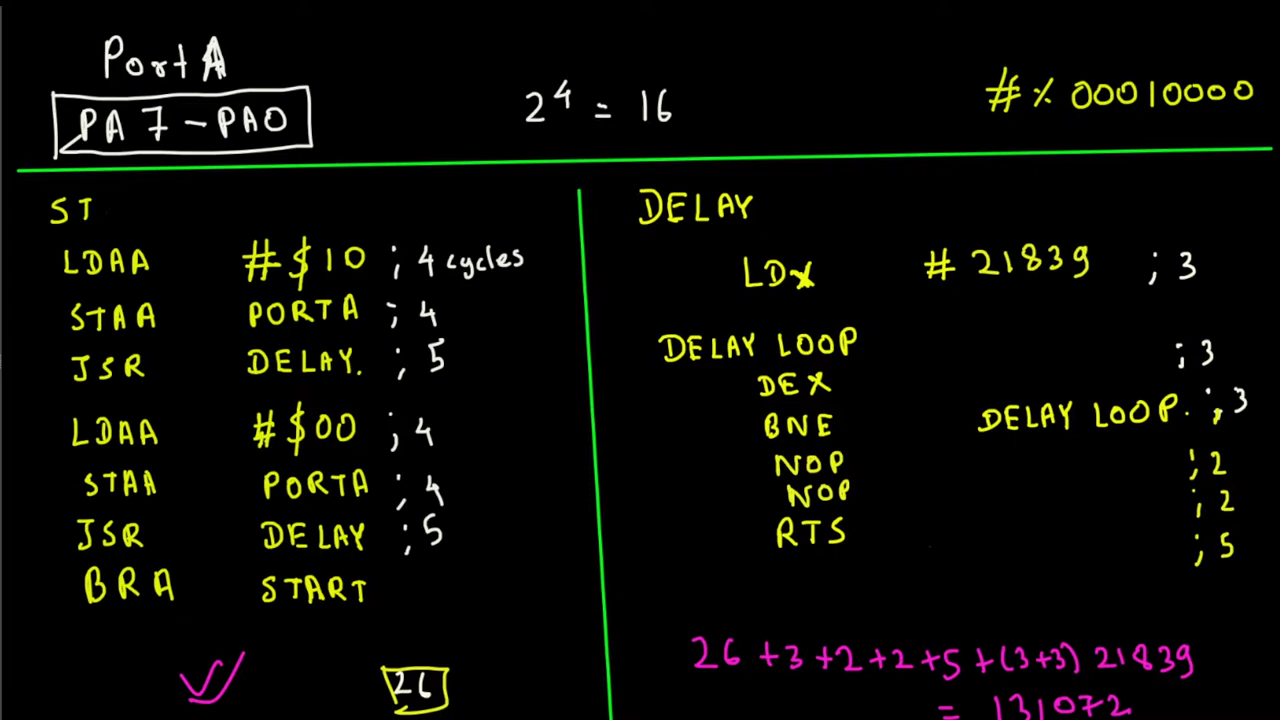 Port A
PA 7 - PA0
2^4 = 16
#% 00010000
ST
LDAA #$10 ; 4 cycles
STAA PORTA ; 4
JSR DELAY. ; 5
LDAA #$00 ; 4
STAA PORTA ; 4
JSR DELAY ; 5
BRA START
26
DELAY
LDX #21839 ; 3
DELAY LOOP
DEX ; 3
BNE DELAY LOOP. ; 3
NOP ; 2
NOP ; 2
RTS ; 5
26 +3 +2 +2 +5 +(3+3) 21839
= 131072